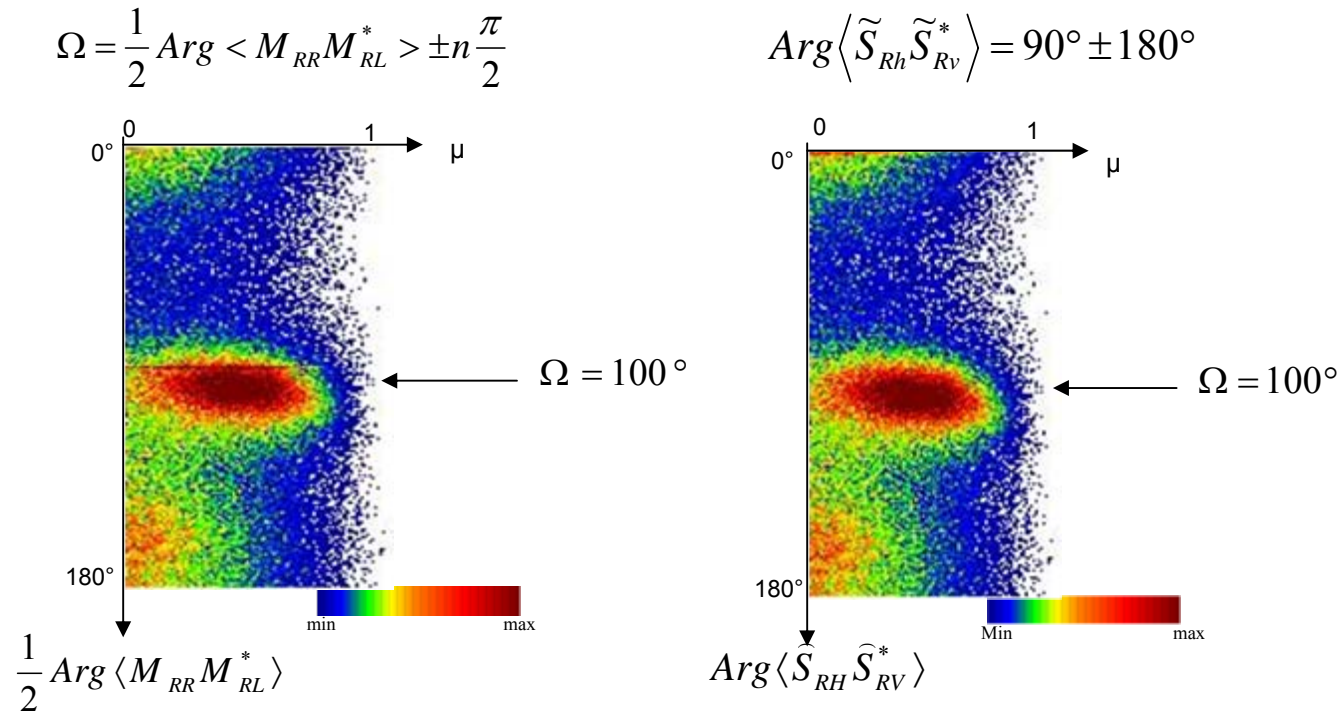 Ω = 1/2 Arg < M_RR M*_RL > ± n π/2
Arg⟨S̃_Rh S̃*_Rv⟩ = 90° ± 180°
0 1
0° μ
Ω = 100 °
180°
min max
1/2 Arg ⟨M_RR M*_RL⟩
0 1
0° μ
Ω = 100°
180°
Min max
Arg⟨S̑_RH S̑*_RV⟩